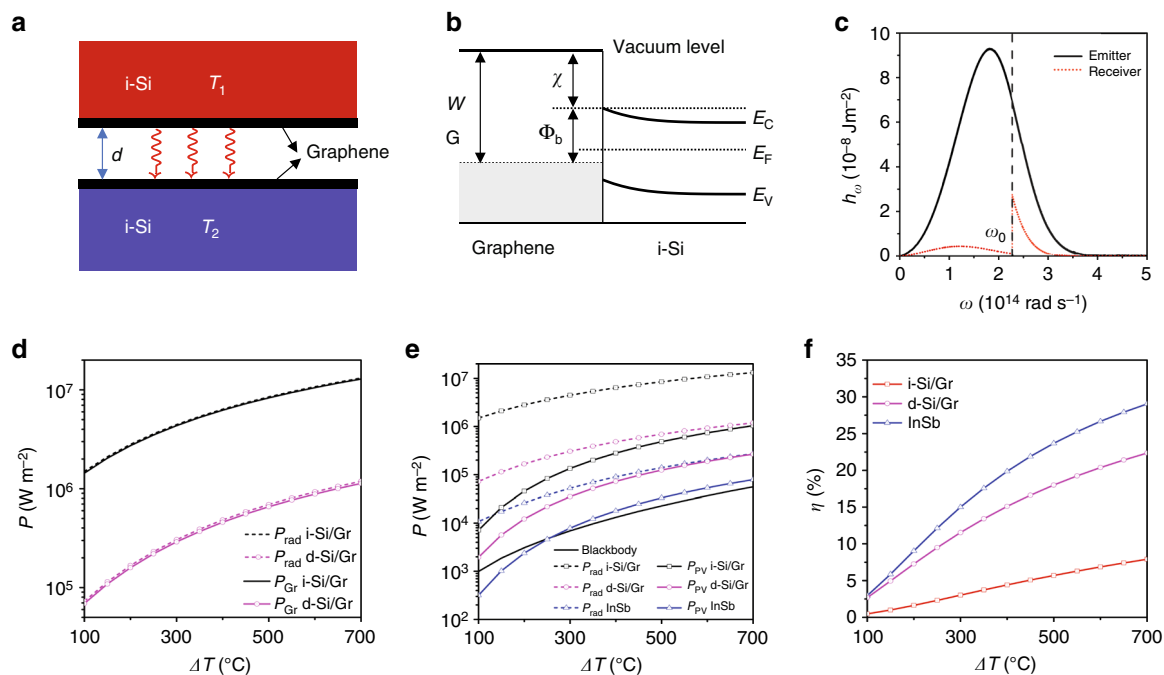 a
i-Si T₁
d
Graphene
i-Si T₂
b
Vacuum level
W
G
χ
Φb
EC
EF
EV
Graphene i-Si
c
hω (10⁻⁸ Jm⁻²)
10
8
6
4
2
0
Emitter
Receiver
ω₀
0 1 2 3 4 5
ω (10¹⁴ rad s⁻¹)
d
P (W m⁻²)
10⁷
10⁶
10⁵
Prad i-Si/Gr
Prad d-Si/Gr
PGr i-Si/Gr
PGr d-Si/Gr
100 300 500 700
ΔT (°C)
e
P (W m⁻²)
10⁷
10⁶
10⁵
10⁴
10³
10²
Blackbody
Prad i-Si/Gr
Prad d-Si/Gr
Prad InSb
PPV i-Si/Gr
PPV d-Si/Gr
PPV InSb
100 300 500 700
ΔT (°C)
f
η (%)
35
30
25
20
15
10
5
0
i-Si/Gr
d-Si/Gr
InSb
100 300 500 700
ΔT (°C)